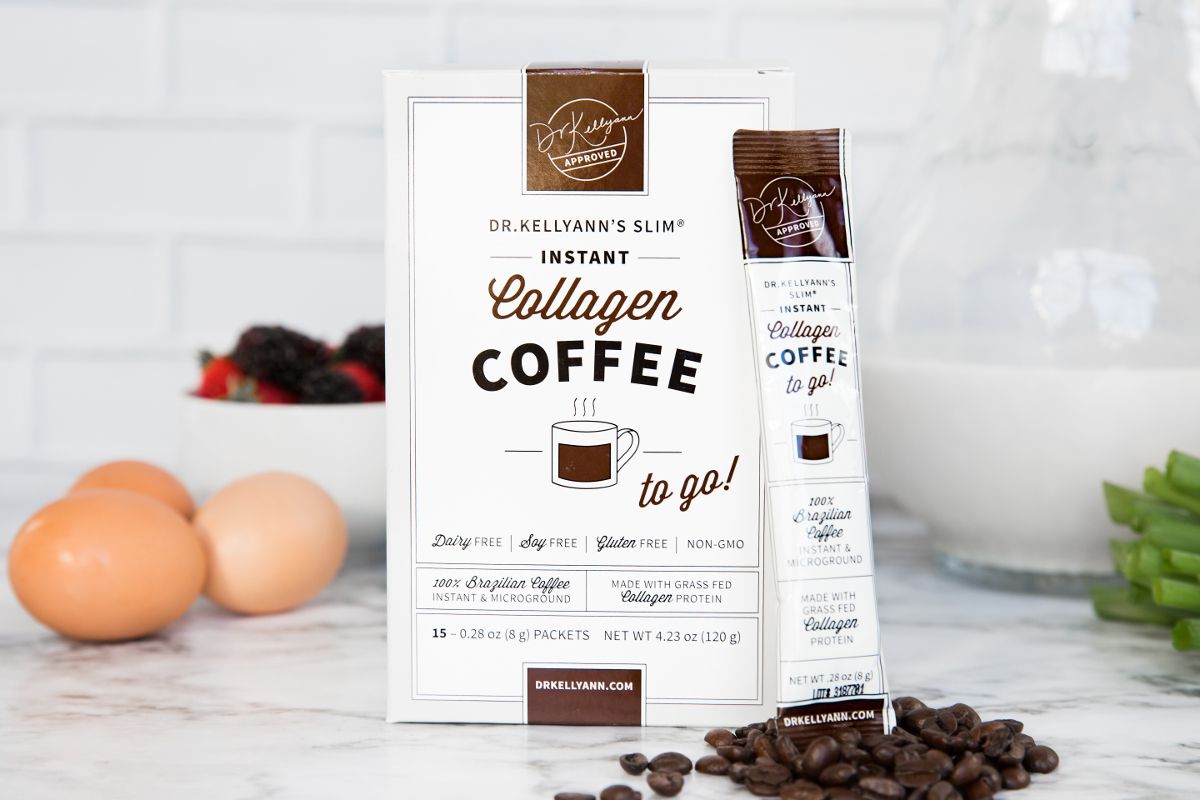 Dr Kellyann
APPROVED
DR.KELLYANN'S SLIM®
INSTANT
Collagen
COFFEE
to go!
Dairy FREE | Soy FREE | Gluten FREE | NON-GMO
100% Brazilian Coffee
INSTANT & MICROGROUND
MADE WITH GRASS FED
Collagen PROTEIN
15 – 0.28 oz (8 g) PACKETS NET WT 4.23 oz (120 g)
DRKELLYANN.COM
Dr Kellyann
APPROVED
DR.KELLYANN'S
SLIM®
INSTANT
Collagen
COFFEE
to go!
100%
Brazilian
Coffee
INSTANT &
MICROGROUND
MADE WITH
GRASS FED
Collagen
PROTEIN
NET WT .28 oz (8 g)
LOT# 3187701
DRKELLYANN.COM